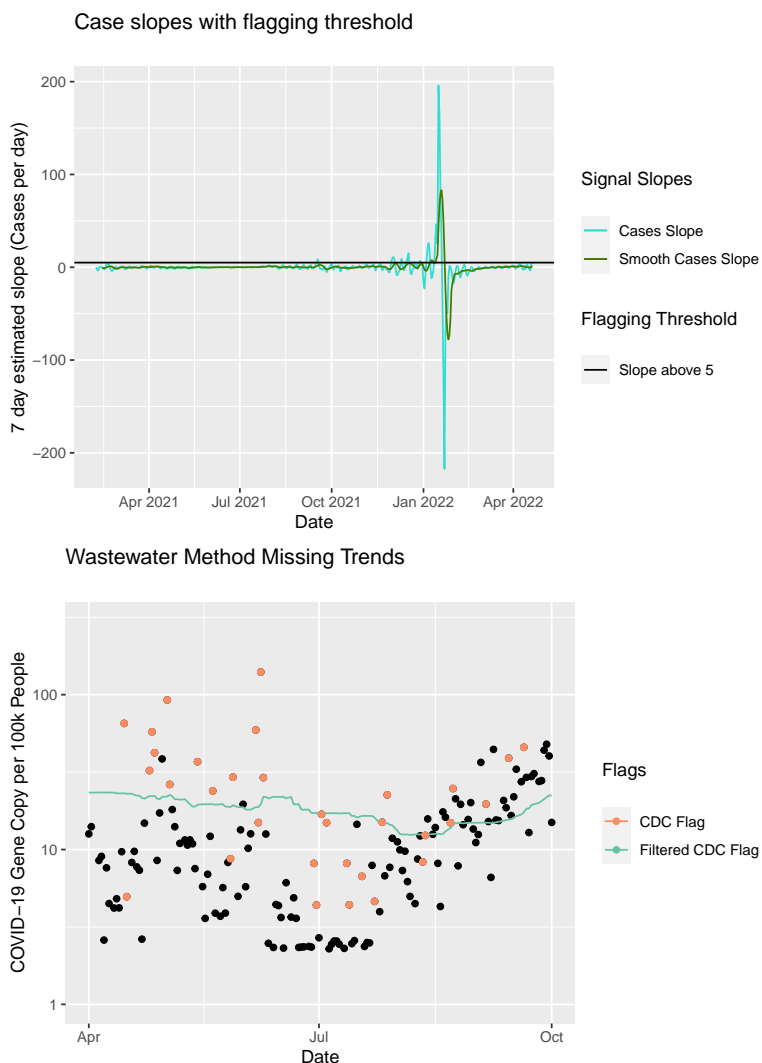 Case slopes with flagging threshold
7 day estimated slope (Cases per day)
200
100
0
−100
−200
Apr 2021
Jul 2021
Oct 2021
Jan 2022
Apr 2022
Date
Signal Slopes
Cases Slope
Smooth Cases Slope
Flagging Threshold
Slope above 5
Wastewater Method Missing Trends
COVID−19 Gene Copy per 100k People
100
10
1
Apr
Jul
Oct
Date
Flags
CDC Flag
Filtered CDC Flag